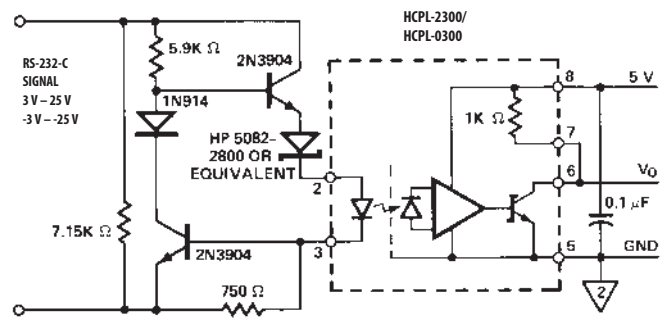 HCPL-2300/
HCPL-0300
RS-232-C
SIGNAL
3 V – 25 V
-3 V – -25 V
5.9K Ω
2N3904
1N914
HP 5082-
2800 OR
EQUIVALENT
2
8
5 V
1K Ω
7
6
VO
0.1 µF
7.15K Ω
2N3904
3
5
GND
750 Ω
2